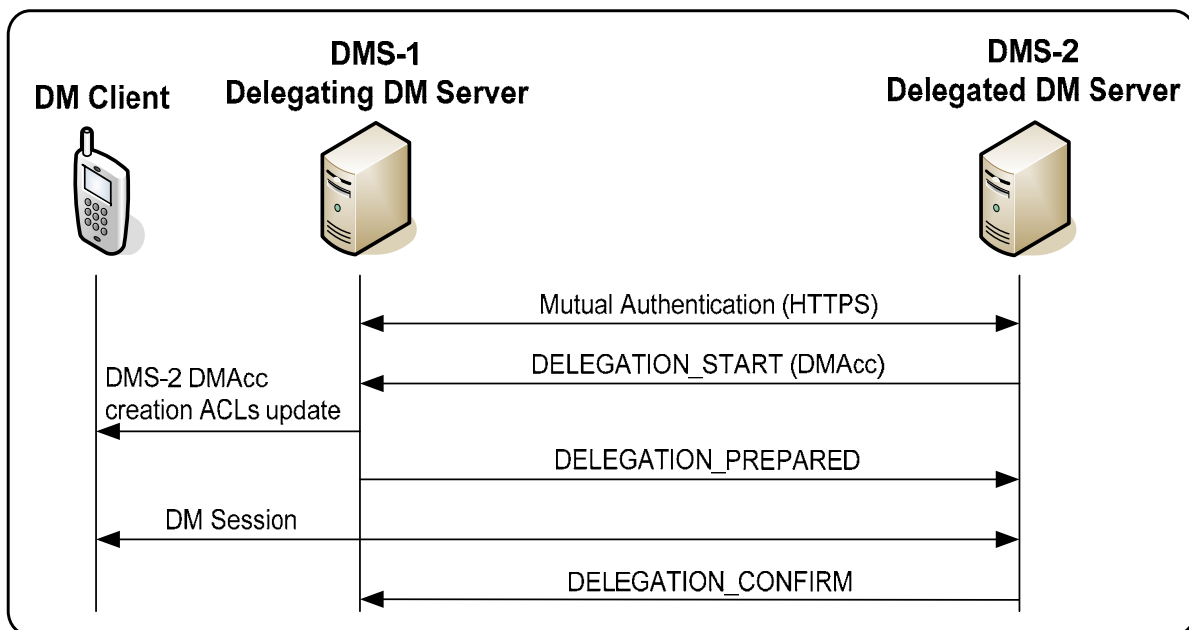 DM Client
DMS-1
Delegating DM Server
DMS-2
Delegated DM Server
Mutual Authentication (HTTPS)
DELEGATION_START (DMAcc)
DMS-2 DMAcc
creation ACLs update
DELEGATION_PREPARED
DM Session
DELEGATION_CONFIRM